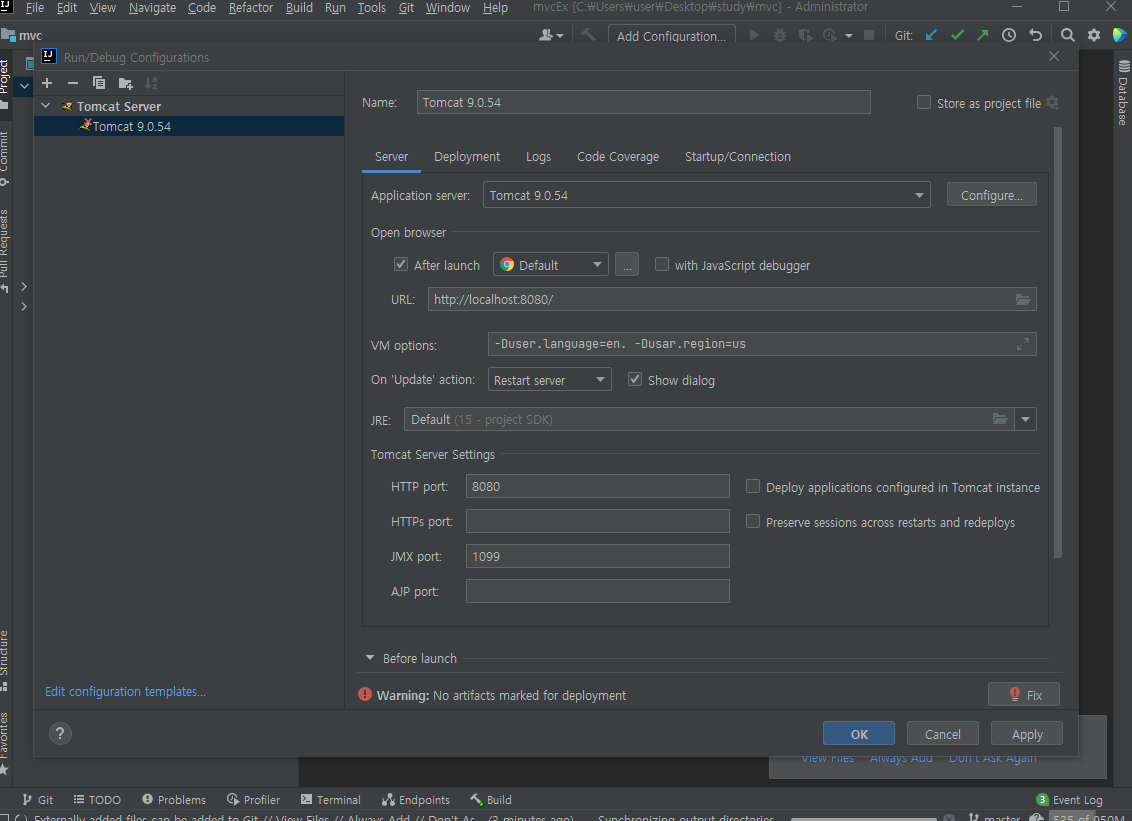 File Edit View Navigate Code Refactor Build Run Tools Git Window Help mvcEx [C:₩Users₩user₩Desktop₩study₩mvc] - Administrator
mvc Add Configuration... Git:
Run/Debug Configurations
Project
Commit
Pull Requests
Structure
Favorites
Database
Tomcat Server
Tomcat 9.0.54
Edit configuration templates...
Name: Tomcat 9.0.54 Store as project file
Server Deployment Logs Code Coverage Startup/Connection
Application server: Tomcat 9.0.54 Configure...
Open browser
After launch Default ... with JavaScript debugger
URL: http://localhost:8080/
VM options: -Duser.language=en. -Dusar.region=us
On 'Update' action: Restart server Show dialog
JRE: Default (15 - project SDK)
Tomcat Server Settings
HTTP port: 8080 Deploy applications configured in Tomcat instance
HTTPs port: Preserve sessions across restarts and redeploys
JMX port: 1099
AJP port:
Before launch
Warning: No artifacts marked for deployment Fix
? OK Cancel Apply
View Files Always Add Don't Ask Again
Git TODO Problems Profiler Terminal Endpoints Build 3 Event Log
Externally added files can be added to Git // View Files // Always Add // Don't As... (3 minutes ago) Synchronizing output directories... master 535 of 950M